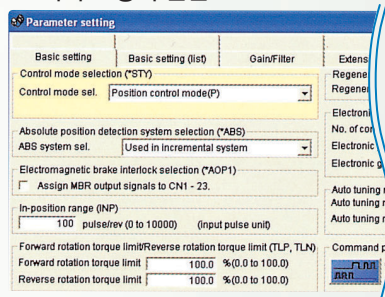 Parameter setting
Basic setting Basic setting (list) Gain/Filter Extens
Control mode selection (*STY)
Control mode sel. Position control mode(P)
Absolute position detection system selection (*ABS)
ABS system sel. Used in incremental system
Electromagnetic brake interlock selection (*AOP1)
Assign MBR output signals to CN1 - 23.
In-position range (INP)
100 pulse/rev (0 to 10000) (input pulse unit)
Forward rotation torque limit/Reverse rotation torque limit (TLP, TLN)
Forward rotation torque limit 100.0 %(0.0 to 100.0)
Reverse rotation torque limit 100.0 %(0.0 to 100.0)
Regene
Regener
Electroni
No. of con
Electronic
Electronic g
Auto tuning
Auto tuning
Auto tuning
Command p